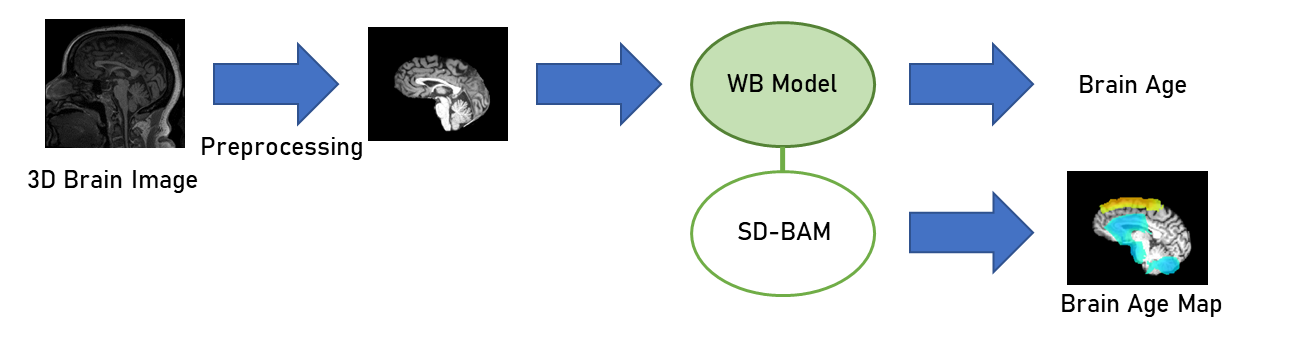 3D Brain Image
Preprocessing
WB Model
Brain Age
SD-BAM
Brain Age Map